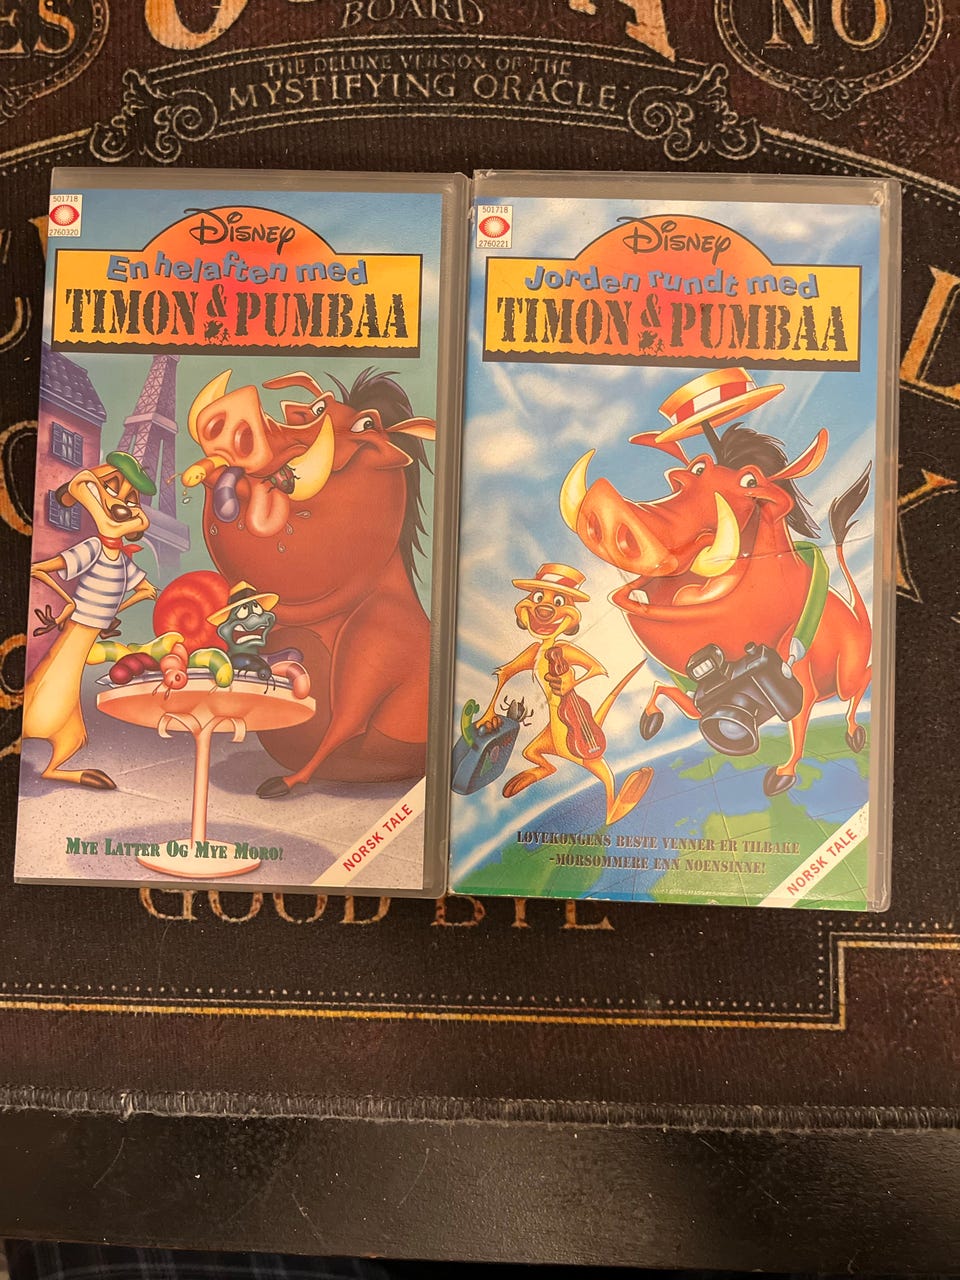 BOARD
NO
THE DELUXE VERSION OF THE
MYSTIFYING ORACLE
501718
2760320
Disney
En helaften med
TIMON & PUMBAA
MYE LATTER OG MYE MORO!
NORSK TALE
501718
2760221
Disney
Jorden rundt med
TIMON & PUMBAA
LØVEKONGENS BESTE VENNER ER TILBAKE
-MORSOMMERE ENN NOENSINNE!
NORSK TALE
GOOD BYE